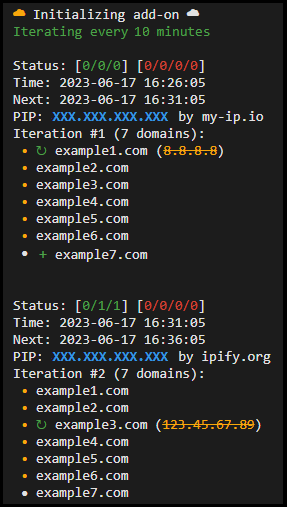 Initializing add-on
Iterating every 10 minutes
Status: [0/0/0] [0/0/0/0]
Time: 2023-06-17 16:26:05
Next: 2023-06-17 16:31:05
PIP: XXX.XXX.XXX.XXX by my-ip.io
Iteration #1 (7 domains):
• ↻ example1.com (8.8.8.8)
• example2.com
• example3.com
• example4.com
• example5.com
• example6.com
• + example7.com
Status: [0/1/1] [0/0/0/0]
Time: 2023-06-17 16:31:05
Next: 2023-06-17 16:36:05
PIP: XXX.XXX.XXX.XXX by ipify.org
Iteration #2 (7 domains):
• example1.com
• example2.com
• ↻ example3.com (123.45.67.89)
• example4.com
• example5.com
• example6.com
• example7.com